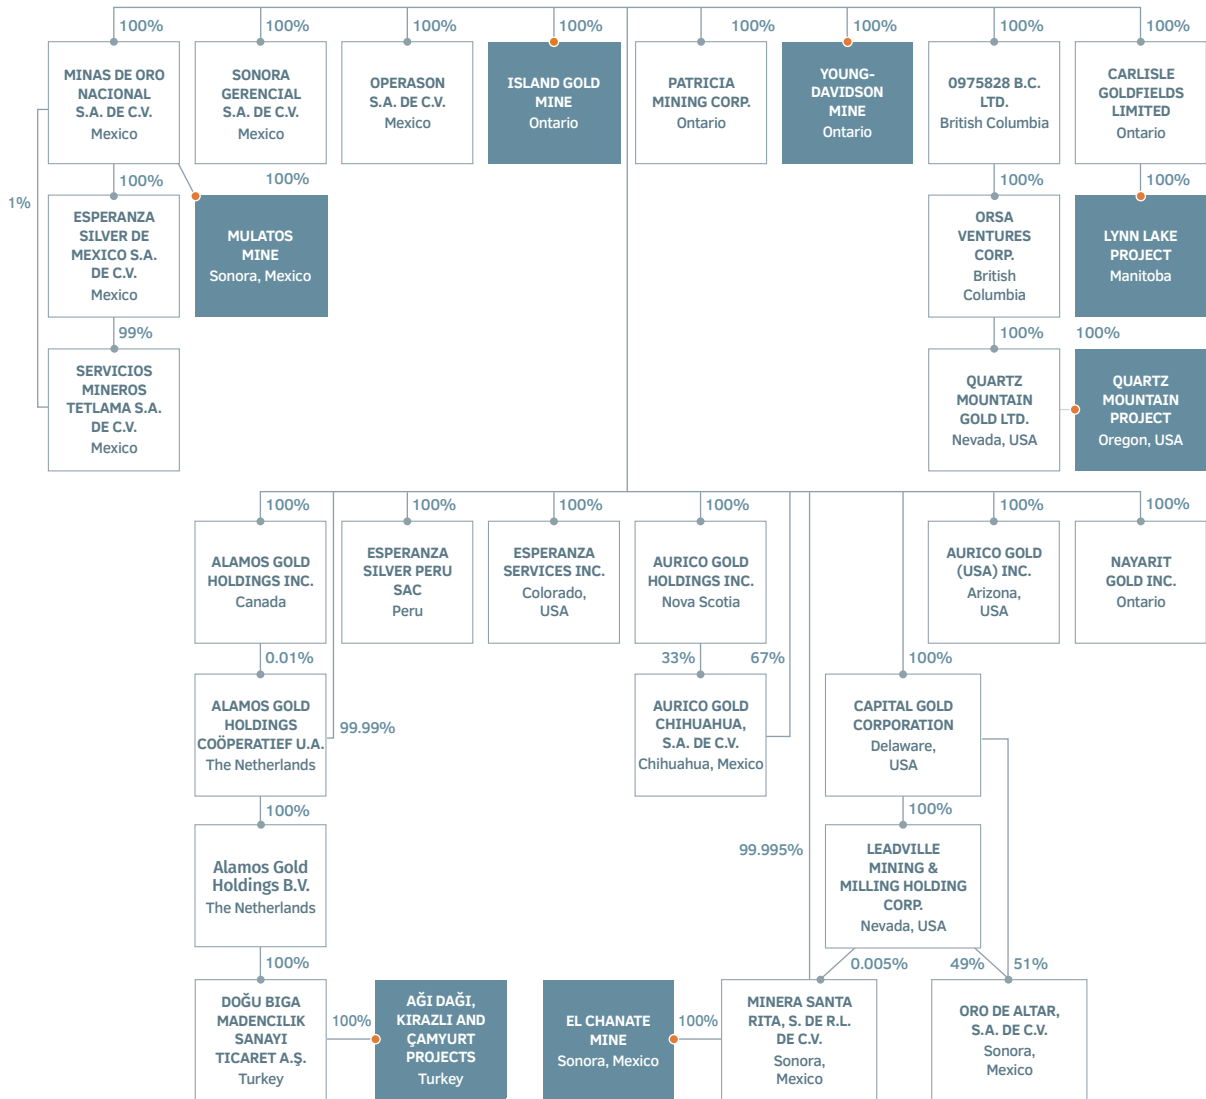 100%
100%
100%
100%
100%
100%
100%
100%
MINAS DE ORO
NACIONAL
S.A. DE C.V.
Mexico
SONORA
GERENCIAL
S.A. DE C.V.
Mexico
OPERASON
S.A. DE C.V.
Mexico
ISLAND GOLD
MINE
Ontario
PATRICIA
MINING CORP.
Ontario
YOUNG-
DAVIDSON
MINE
Ontario
0975828 B.C.
LTD.
British Columbia
CARLISLE
GOLDFIELDS
LIMITED
Ontario
1%
100%
100%
100%
100%
ESPERANZA
SILVER DE
MEXICO S.A.
DE C.V.
Mexico
MULATOS
MINE
Sonora, Mexico
ORSA
VENTURES
CORP.
British
Columbia
LYNN LAKE
PROJECT
Manitoba
99%
100%
100%
SERVICIOS
MINEROS
TETLAMA S.A.
DE C.V.
Mexico
QUARTZ
MOUNTAIN
GOLD LTD.
Nevada, USA
QUARTZ
MOUNTAIN
PROJECT
Oregon, USA
100%
100%
100%
100%
100%
100%
ALAMOS GOLD
HOLDINGS INC.
Canada
ESPERANZA
SILVER PERU
SAC
Peru
ESPERANZA
SERVICES INC.
Colorado,
USA
AURICO GOLD
HOLDINGS INC.
Nova Scotia
AURICO GOLD
(USA) INC.
Arizona,
USA
NAYARIT
GOLD INC.
Ontario
0.01%
33%
67%
100%
ALAMOS GOLD
HOLDINGS
COÖPERATIEF U.A.
The Netherlands
99.99%
AURICO GOLD
CHIHUAHUA,
S.A. DE C.V.
Chihuahua, Mexico
CAPITAL GOLD
CORPORATION
Delaware,
USA
100%
100%
Alamos Gold
Holdings B.V.
The Netherlands
99.995%
LEADVILLE
MINING &
MILLING HOLDING
CORP.
Nevada, USA
100%
0.005%
49%
51%
DOĞU BIGA
MADENCILIK
SANAYI
TICARET A.Ş.
Turkey
100%
AĞI DAĞI,
KIRAZLI AND
ÇAMYURT
PROJECTS
Turkey
EL CHANATE
MINE
Sonora, Mexico
100%
MINERA SANTA
RITA, S. DE R.L.
DE C.V.
Sonora,
Mexico
ORO DE ALTAR,
S.A. DE C.V.
Sonora,
Mexico